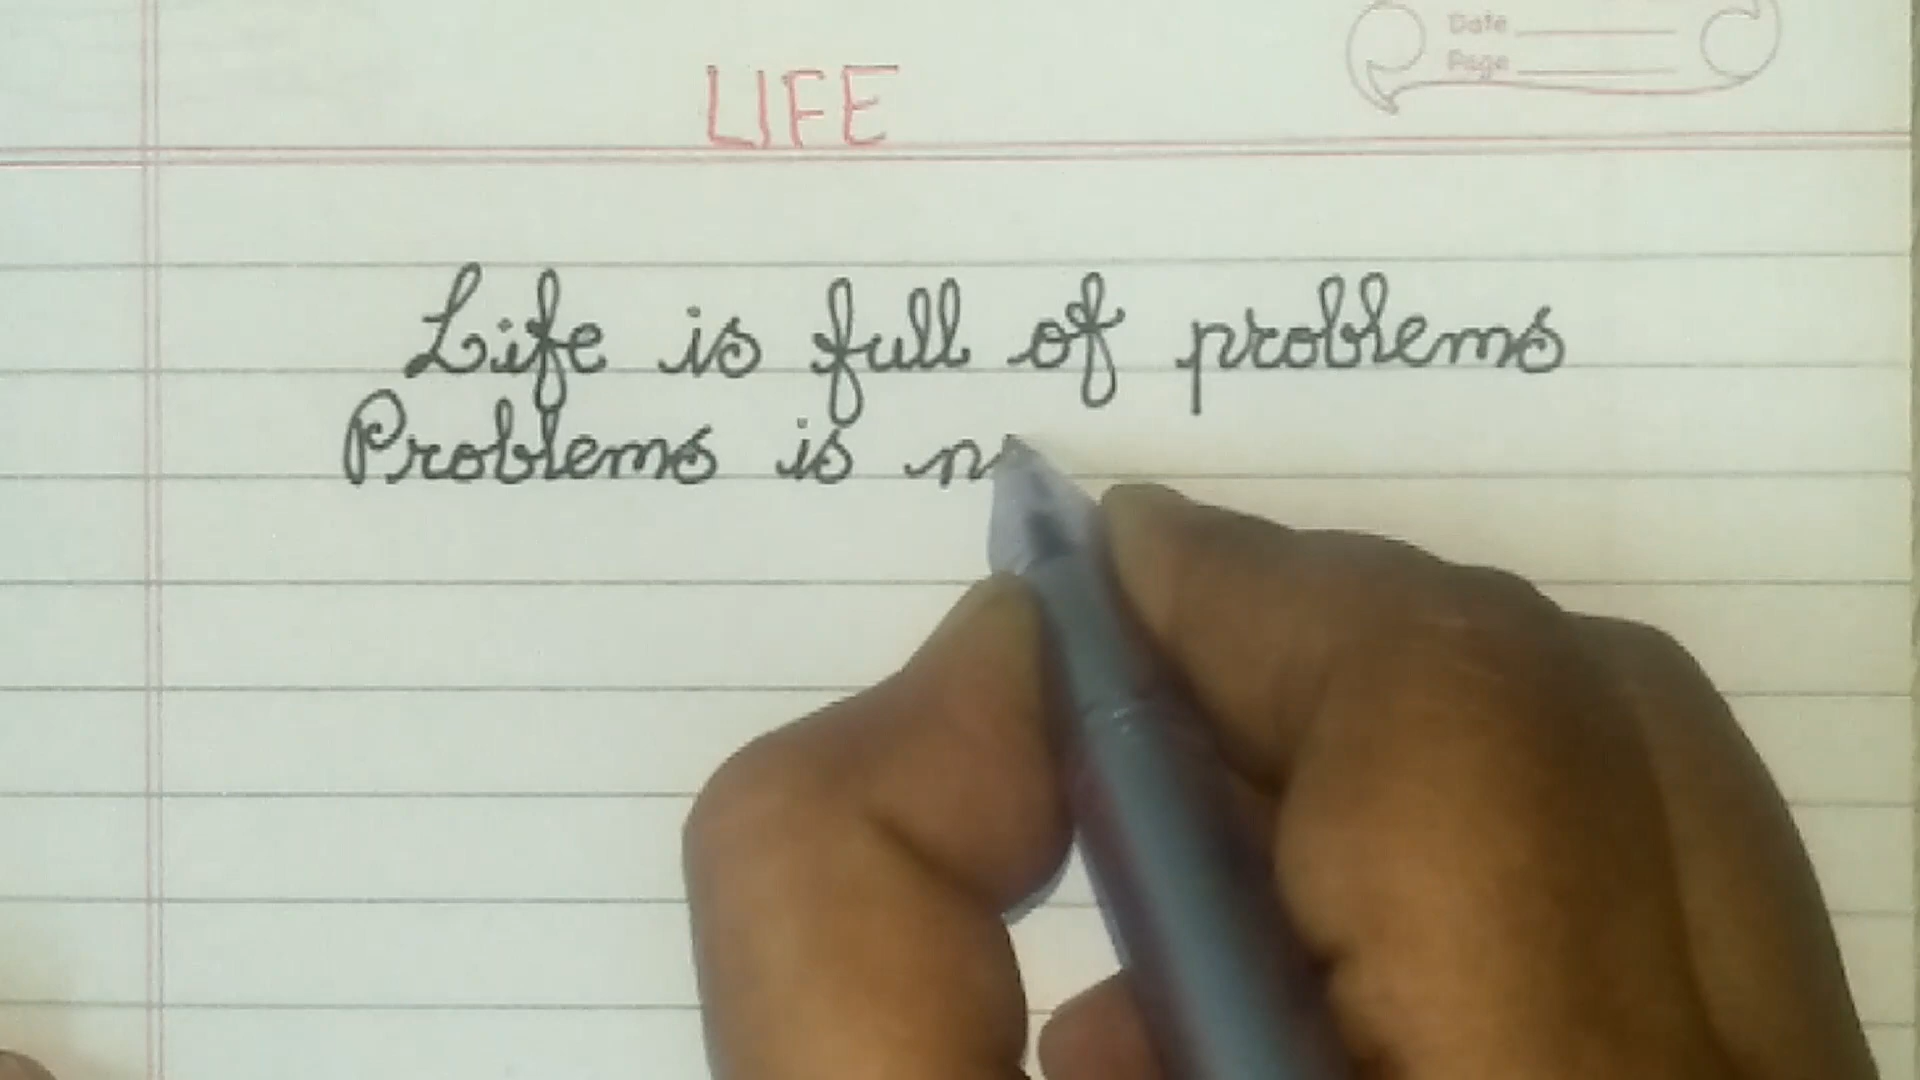 Date
Page
LIFE
Life is full of problems
Problems is